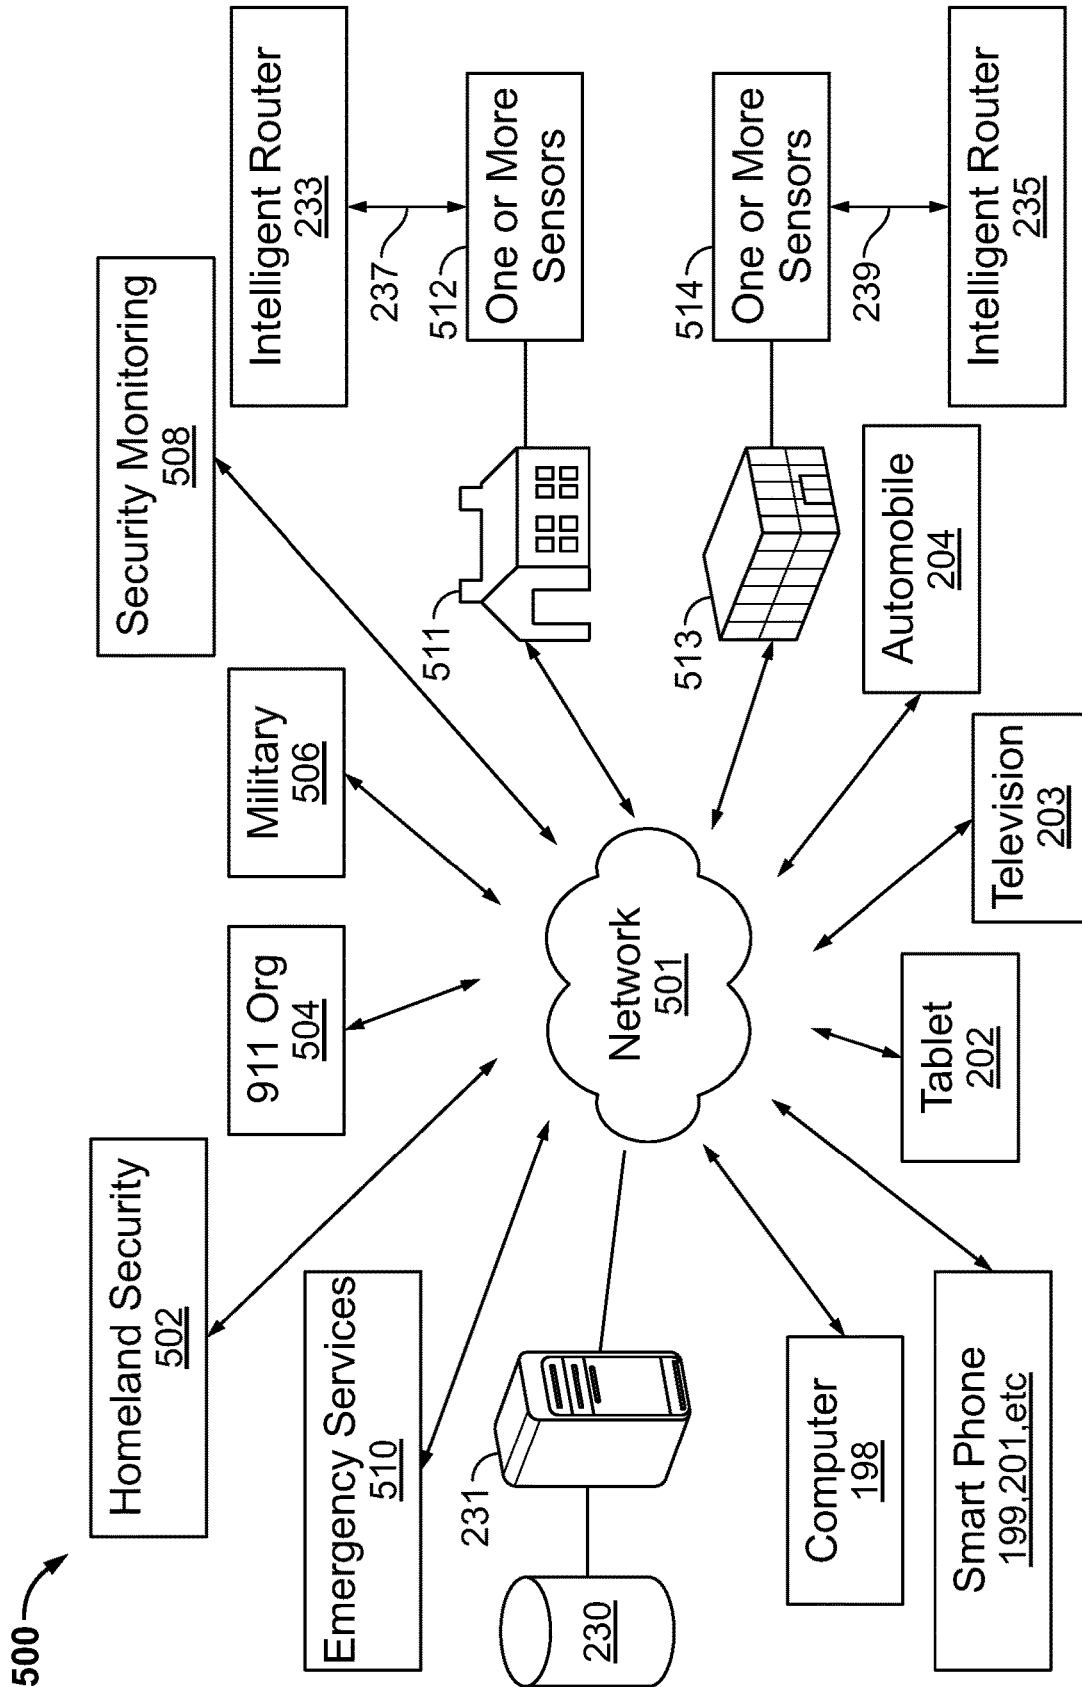 500
Homeland Security
502
911 Org
504
Military
506
Security Monitoring
508
Emergency Services
510
Intelligent Router
233
237
512
One or More
Sensors
511
231
230
Network
501
513
514
One or More
Sensors
239
Intelligent Router
235
Computer
198
Smart Phone
199,201,etc
Tablet
202
Television
203
Automobile
204